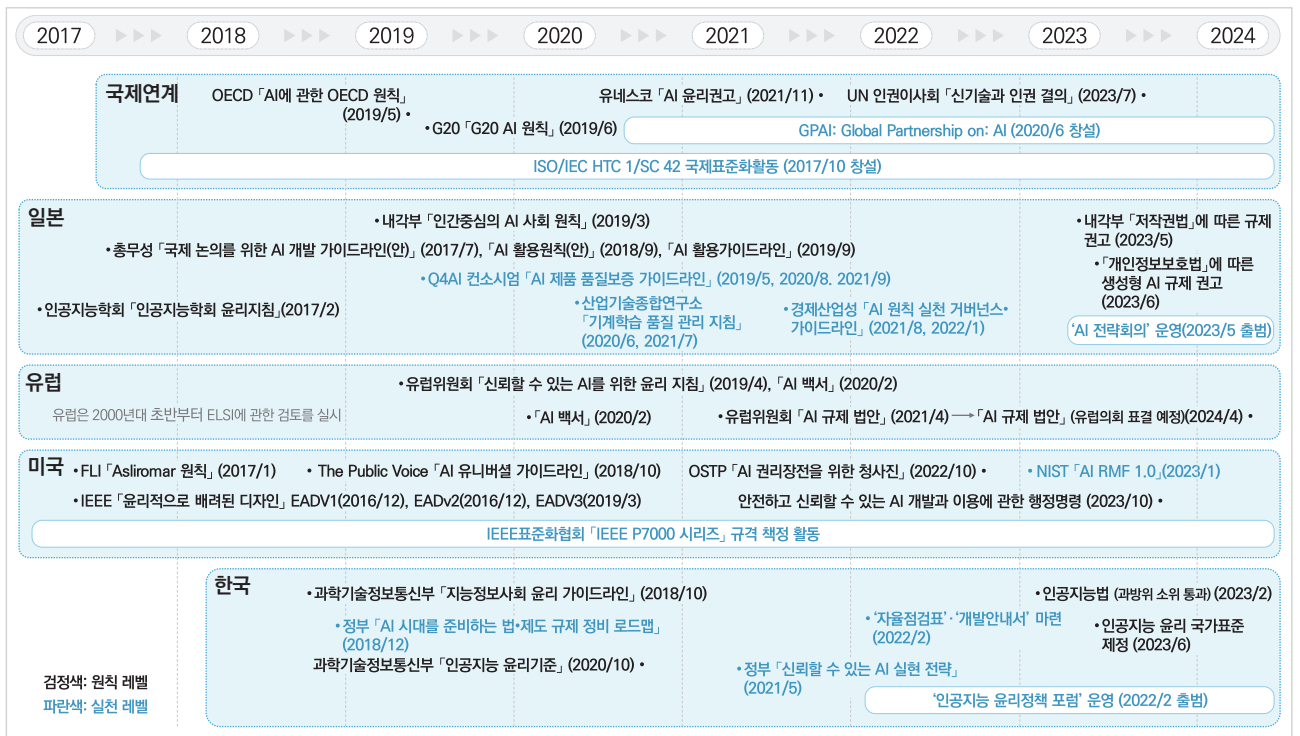 2017 2018 2019 2020 2021 2022 2023 2024
국제연계
OECD 「AI에 관한 OECD 원칙」
(2019/5) •
• G20 「G20 AI 원칙」 (2019/6)
유네스코 「AI 윤리권고」 (2021/11) •
UN 인권이사회 「신기술과 인권 결의」 (2023/7) •
GPAI: Global Partnership on: AI (2020/6 창설)
ISO/IEC HTC 1/SC 42 국제표준화활동 (2017/10 창설)
일본
• 내각부 「인간중심의 AI 사회 원칙」 (2019/3)
• 총무성 「국제 논의를 위한 AI 개발 가이드라인(안)」 (2017/7), 「AI 활용원칙(안)」 (2018/9), 「AI 활용가이드라인」 (2019/9)
• Q4AI 컨소시엄 「AI 제품 품질보증 가이드라인」 (2019/5, 2020/8. 2021/9)
• 인공지능학회 「인공지능학회 윤리지침」(2017/2)
• 산업기술종합연구소
「기계학습 품질 관리 지침」
(2020/6, 2021/7)
• 경제산업성 「AI 원칙 실천 거버넌스•
가이드라인」 (2021/8, 2022/1)
• 내각부 「저작권법」에 따른 규제
권고 (2023/5)
• 「개인정보보호법」에 따른
생성형 AI 규제 권고
(2023/6)
‘AI 전략회의’ 운영(2023/5 출범)
유럽
• 유럽위원회 「신뢰할 수 있는 AI를 위한 윤리 지침」 (2019/4), 「AI 백서」 (2020/2)
유럽은 2000년대 초반부터 ELSI에 관한 검토를 실시
• 「AI 백서」 (2020/2)
• 유럽위원회 「AI 규제 법안」 (2021/4) → 「AI 규제 법안」 (유럽의회 표결 예정)(2024/4) •
미국
• FLI 「Asliromar 원칙」 (2017/1)
• The Public Voice 「AI 유니버셜 가이드라인」 (2018/10)
OSTP 「AI 권리장전을 위한 청사진」 (2022/10) •
• NIST 「AI RMF 1.0」(2023/1)
• IEEE 「윤리적으로 배려된 디자인」 EADV1(2016/12), EADv2(2016/12), EADV3(2019/3)
안전하고 신뢰할 수 있는 AI 개발과 이용에 관한 행정명령 (2023/10) •
IEEE표준화협회 「IEEE P7000 시리즈」 규격 책정 활동
한국
• 과학기술정보통신부 「지능정보사회 윤리 가이드라인」 (2018/10)
• 정부 「AI 시대를 준비하는 법•제도 규제 정비 로드맵」
(2018/12)
과학기술정보통신부 「인공지능 윤리기준」 (2020/10) •
• 정부 「신뢰할 수 있는 AI 실현 전략」
(2021/5)
• ‘자율점검표’·‘개발안내서’ 마련
(2022/2)
• 인공지능법 (과방위 소위 통과) (2023/2)
• 인공지능 윤리 국가표준
제정 (2023/6)
‘인공지능 윤리정책 포럼’ 운영 (2022/2 출범)
검정색: 원칙 레벨
파란색: 실천 레벨